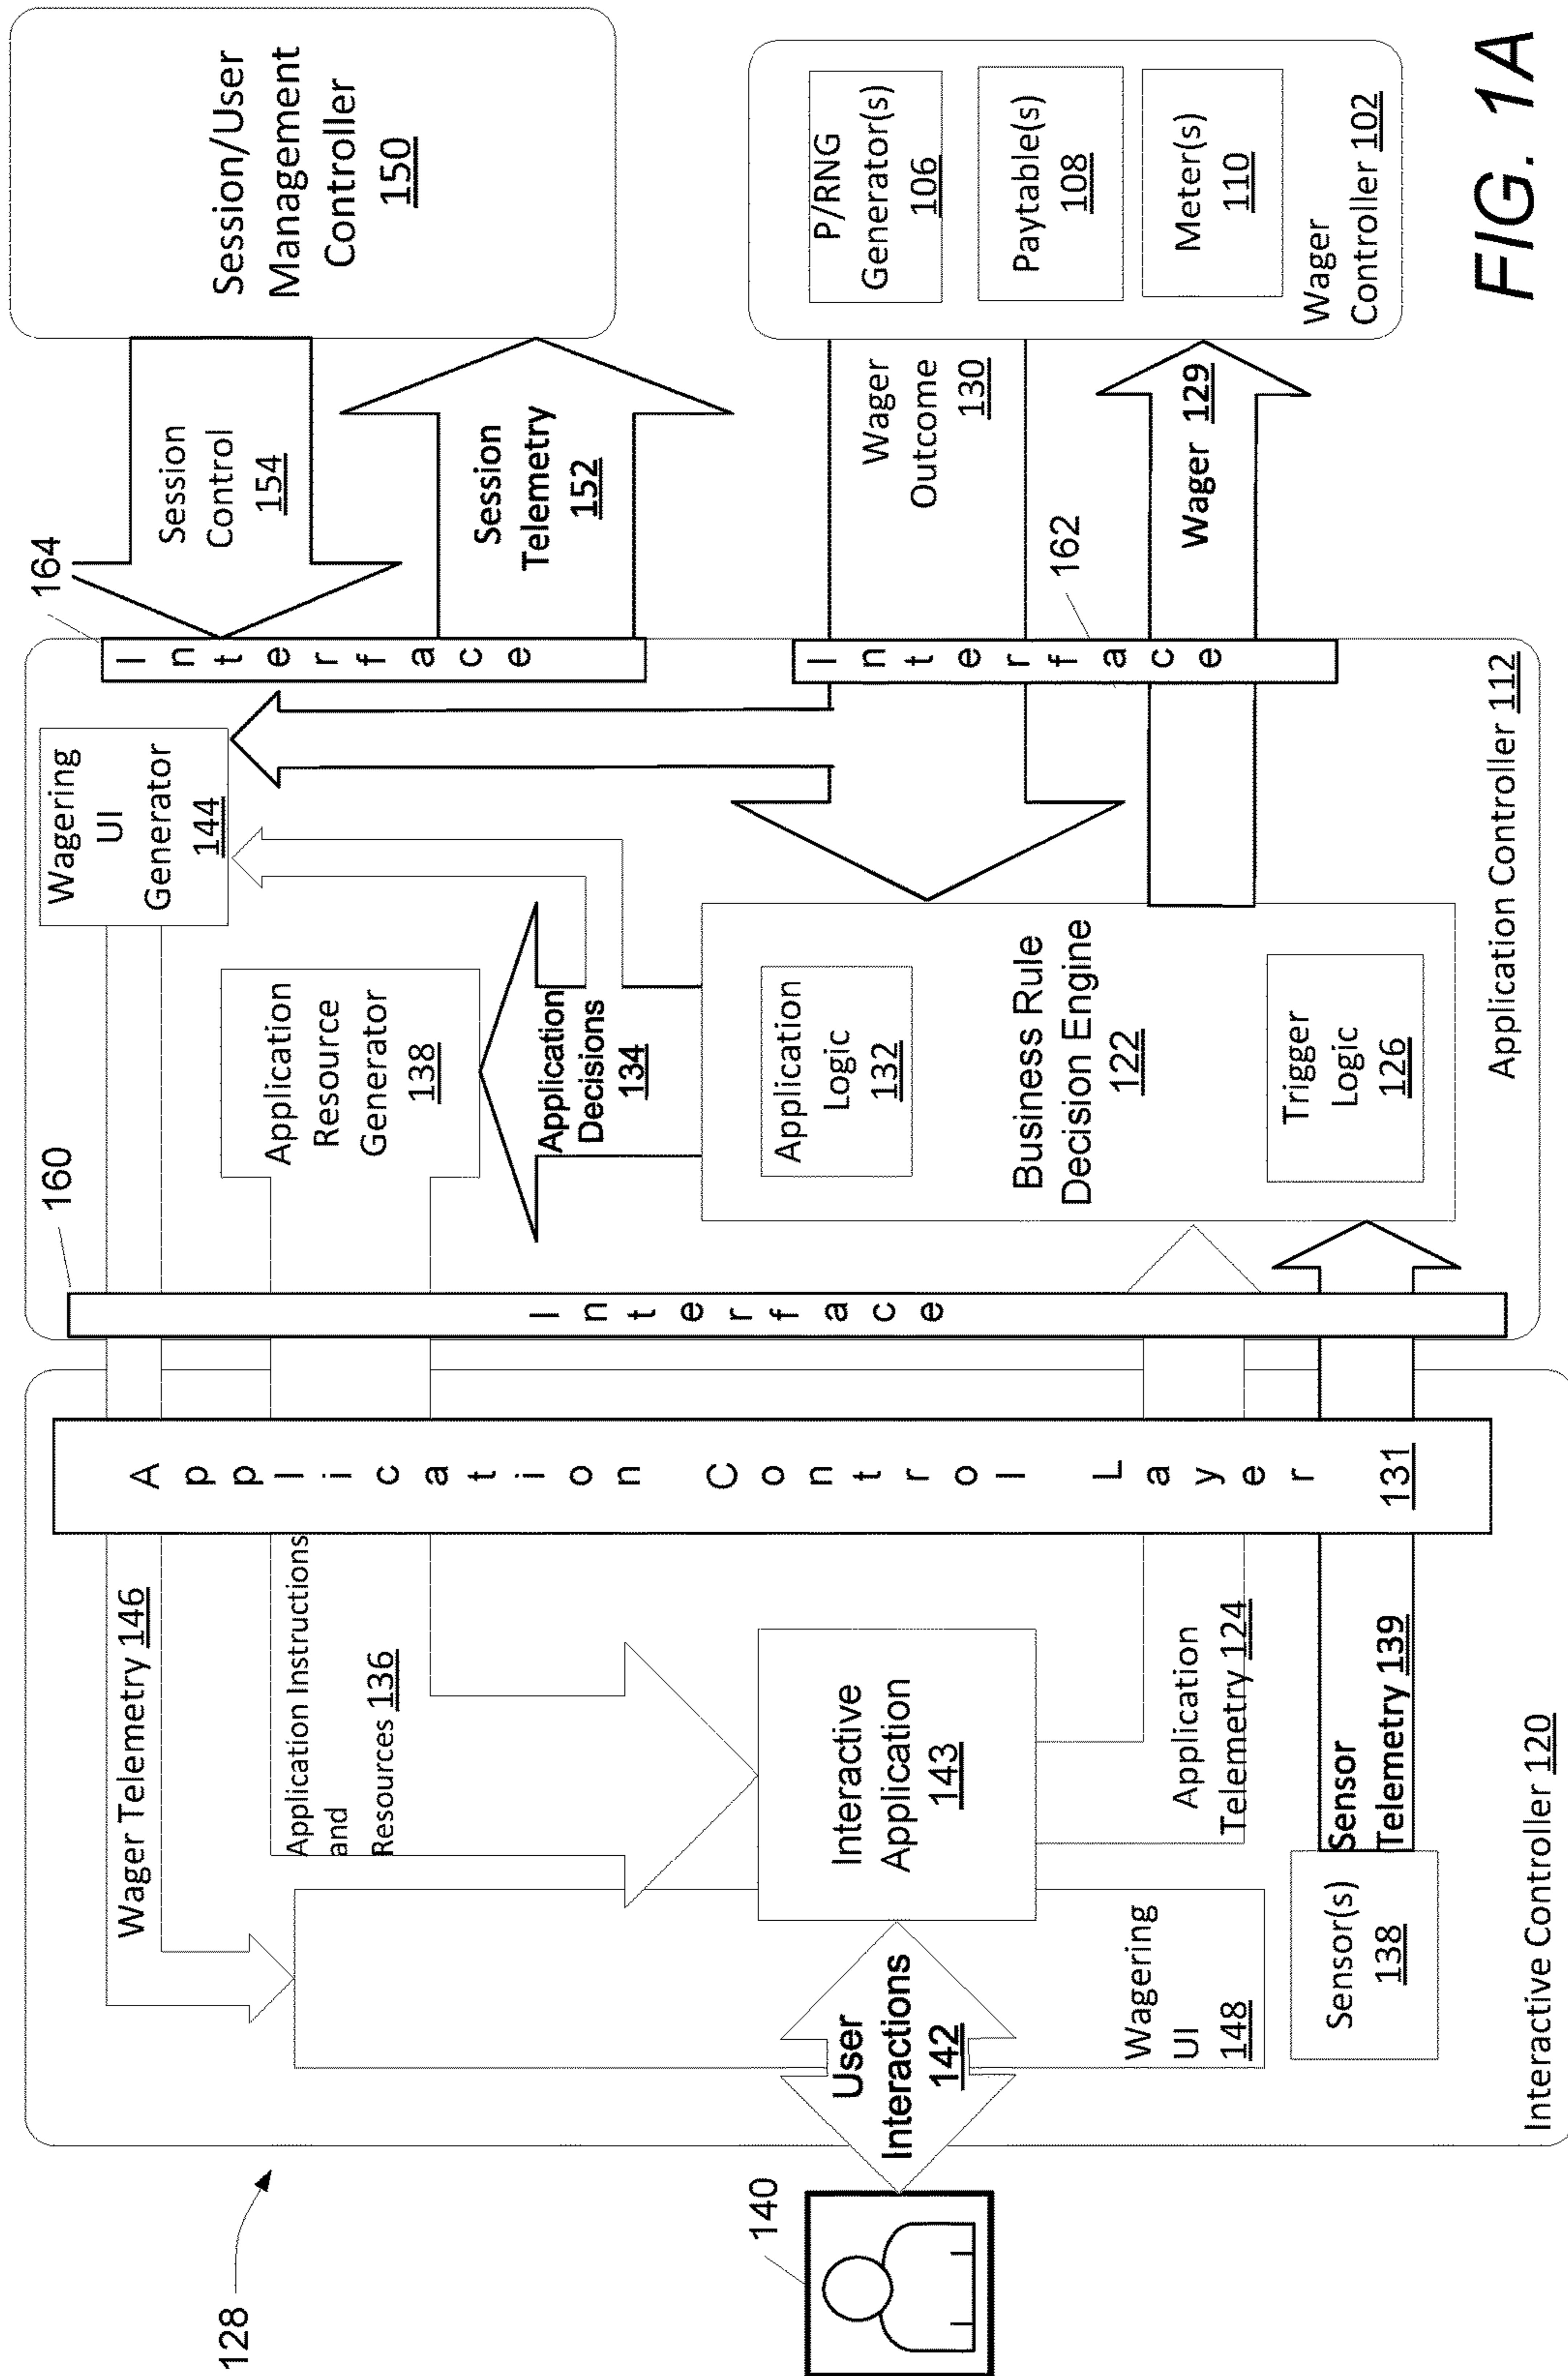 128
140
User
Interactions
142
Wager Telemetry 146
Application Instructions
and
Resources 136
Interactive
Application
143
Application
Telemetry 124
Wagering
UI
148
Sensor(s)
138
Sensor
Telemetry 139
Interactive Controller 120
Application Control Layer
131
160
Interface
Wagering
UI
Generator
144
Application
Resource
Generator
138
Application
Decisions
134
Application
Logic
132
Business Rule
Decision Engine
122
Trigger
Logic
126
Application Controller 112
164
Interface
162
Interface
Session
Control
154
Session
Telemetry
152
Wager
Outcome
130
Wager 129
Session/User
Management
Controller
150
P/RNG
Generator(s)
106
Paytable(s)
108
Meter(s)
110
Wager
Controller 102
FIG. 1A